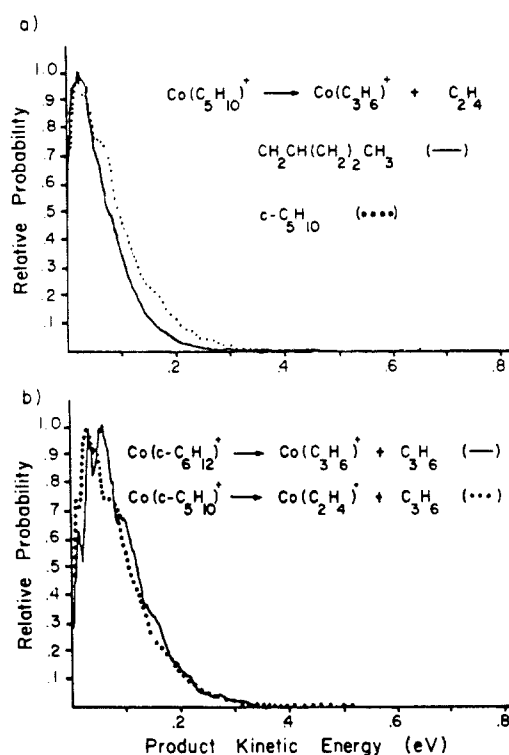 a)
Relative Probability
1.0
.9
.8
.7
.6
.5
.4
.3
.2
.1
Co(C5H10)+ → Co(C3H6)+ + C2H4
CH2CH(CH2)2CH3 (—)
c-C5H10 (••••)
.2 .4 .6 .8
b)
Relative Probability
1.0
.9
.8
.7
.6
.5
.4
.3
.2
.1
Co(c-C6H12)+ → Co(C3H6)+ + C3H6 (—)
Co(c-C5H10)+ → Co(C2H4)+ + C3H6 (•••)
.2 .4 .6 .8
Product Kinetic Energy (eV)